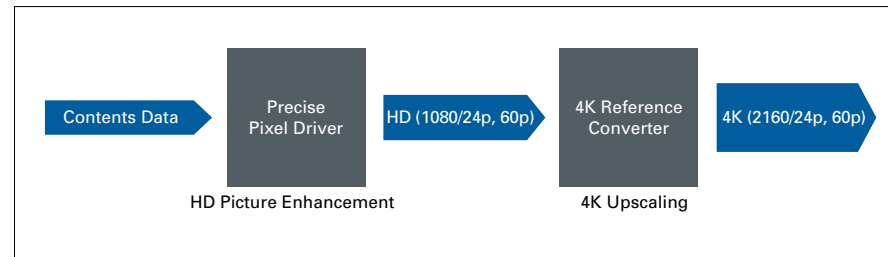 Contents Data
Precise
Pixel Driver
HD (1080/24p, 60p)
4K Reference
Converter
4K (2160/24p, 60p)
HD Picture Enhancement
4K Upscaling